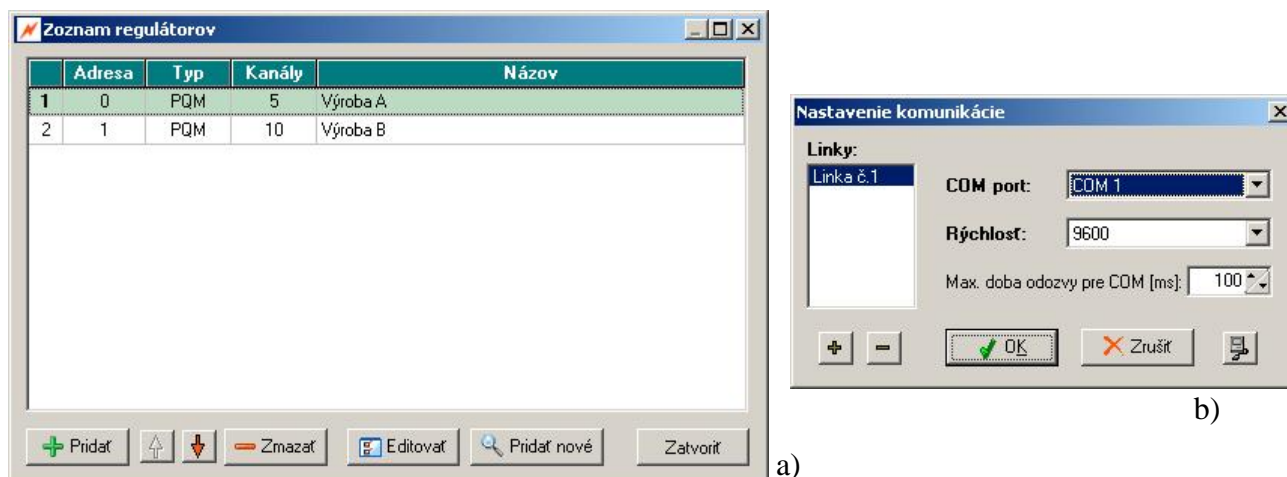 Zoznam regulátorov
Adresa Typ Kanály Názov
1 0 PQM 5 Výroba A
2 1 PQM 10 Výroba B
Pridať Zmazať Editovať Pridať nové Zatvoriť
a)
Nastavenie komunikácie
Linky:
Linka č.1
COM port: COM 1
Rýchlosť: 9600
Max. doba odozvy pre COM [ms]: 100
OK Zrušiť
b)